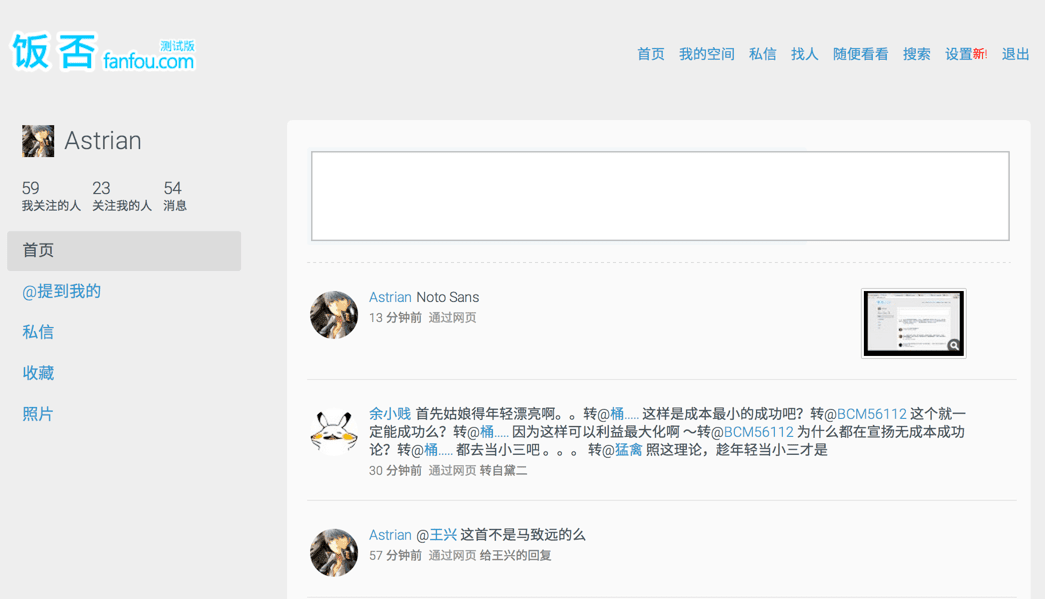 饭否 测试版
fanfou.com
首页 我的空间 私信 找人 随便看看 搜索 设置新! 退出
Astrian
59 23 54
我关注的人 关注我的人 消息
首页
@提到我的
私信
收藏
照片
Astrian Noto Sans
13 分钟前 通过网页
余小贱 首先姑娘得年轻漂亮啊。。转@桶..... 这样是成本最小的成功吧？转@BCM56112 这个就一
定能成功么？转@桶..... 因为这样可以利益最大化啊 ～转@BCM56112 为什么都在宣扬无成本成功
论？转@桶..... 都去当小三吧 。。。 转@猛禽 照这理论，趁年轻当小三才是
30 分钟前 通过网页 转自黛二
Astrian @王兴 这首不是马致远的么
57 分钟前 通过网页 给王兴的回复